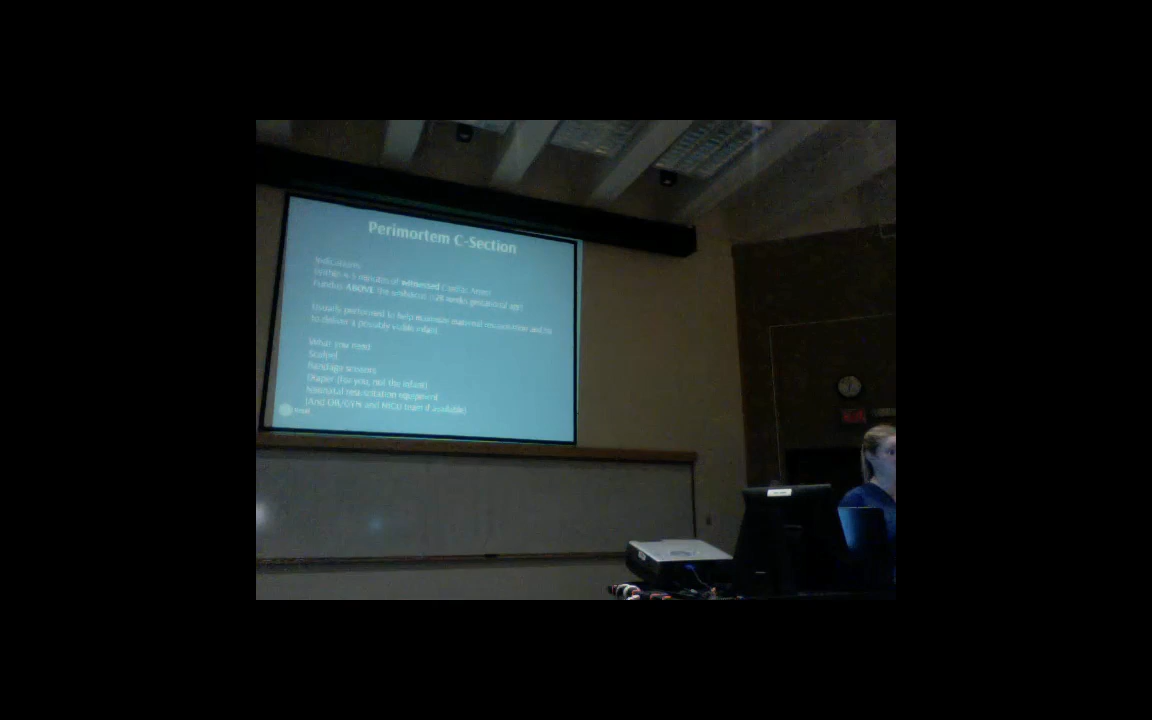 Perimortem C-Section
Indications:
Within 4-5 minutes of witnessed Cardiac Arrest
Fundus ABOVE the umbilicus weeks gestational age
Usually performed to help maximize maternal resuscitation and/or
to deliver a possibly viable infant
What you need:
Scalpel
Bandage scissors
Diaper (for you, not the infant)
Neonatal resuscitation equipment
(And OB/GYN and NICU team if available)